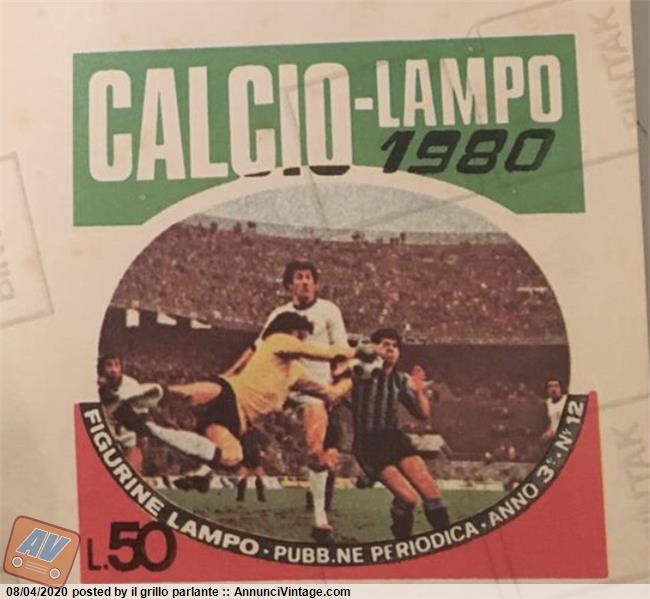 CALCIO-LAMPO
1980
FIGURINE LAMPO · PUBB.NE PERIODICA · ANNO 3° · N° 12
L.50
AV
08/04/2020 posted by il grillo parlante :: AnnunciVintage.com